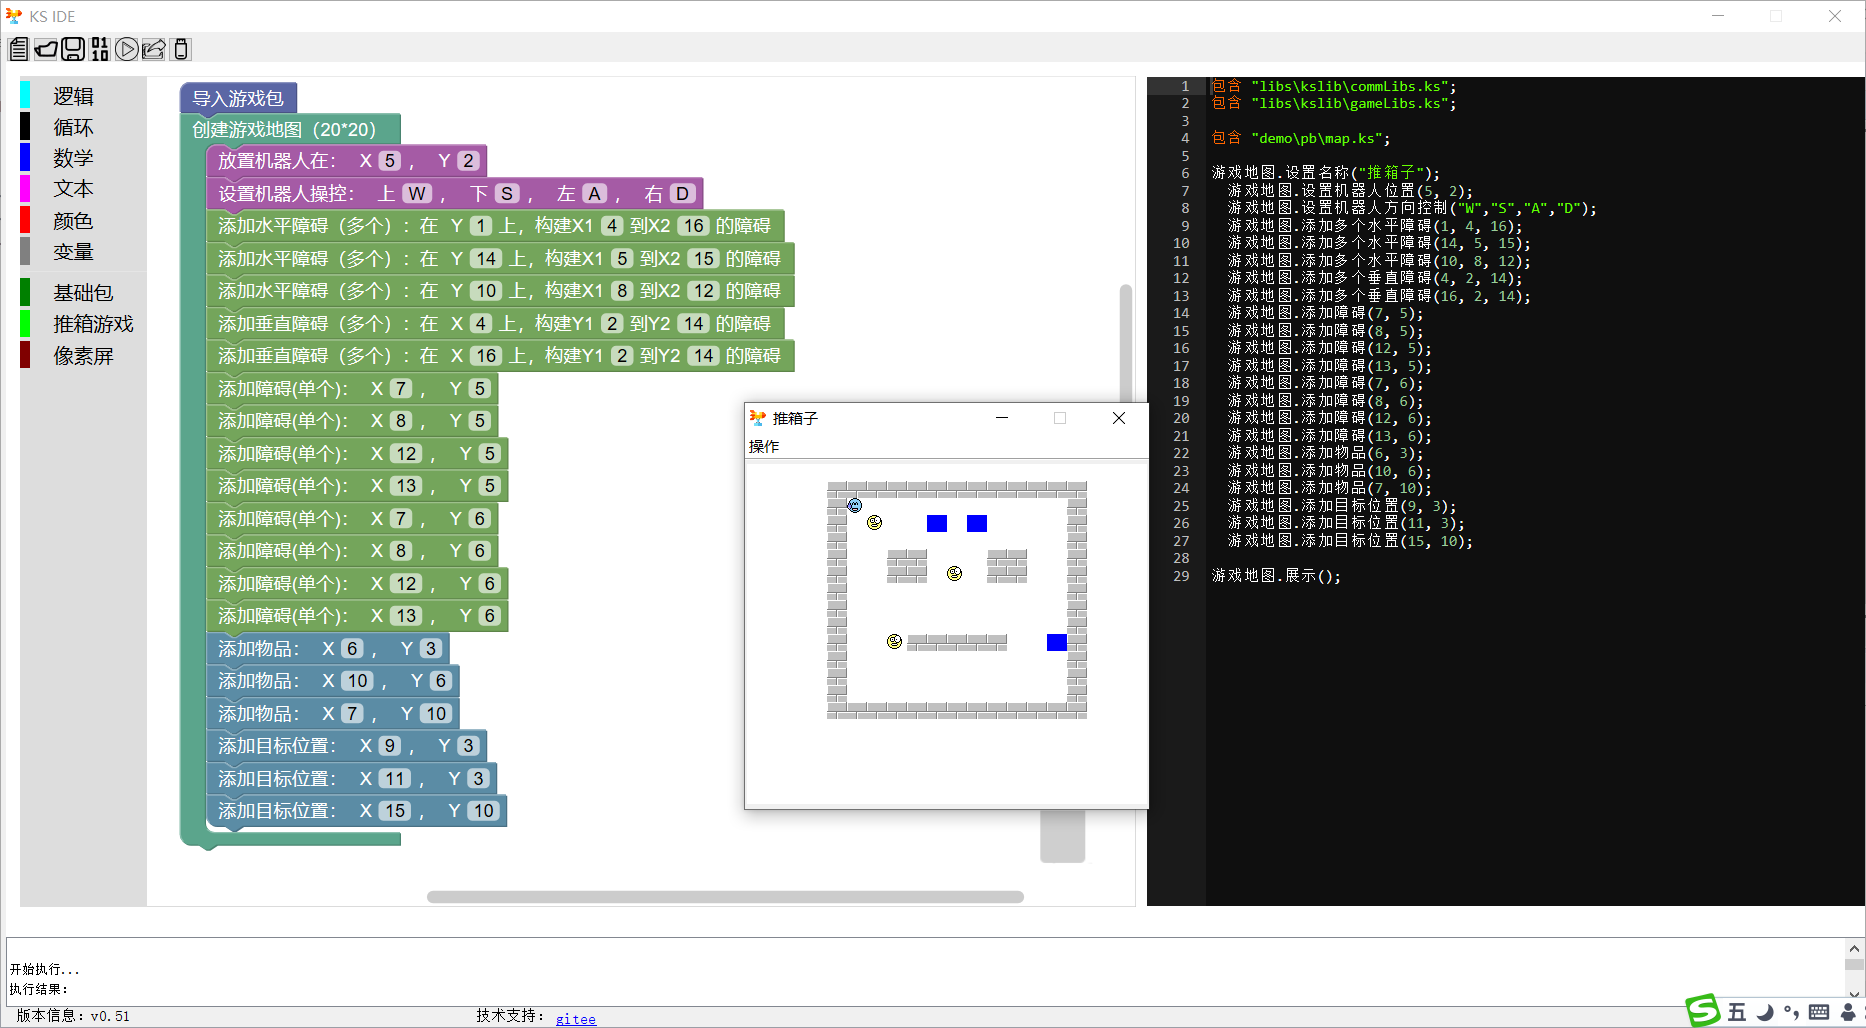 KS IDE
逻辑
循环
数学
文本
颜色
变量
基础包
推箱游戏
像素屏
导入游戏包
创建游戏地图（20*20）
放置机器人在： X 5 ， Y 2
设置机器人操控： 上 W ， 下 S ， 左 A ， 右 D
添加水平障碍（多个）：在 Y 1 上，构建X1 4 到X2 16 的障碍
添加水平障碍（多个）：在 Y 14 上，构建X1 5 到X2 15 的障碍
添加水平障碍（多个）：在 Y 10 上，构建X1 8 到X2 12 的障碍
添加垂直障碍（多个）：在 X 4 上，构建Y1 2 到Y2 14 的障碍
添加垂直障碍（多个）：在 X 16 上，构建Y1 2 到Y2 14 的障碍
添加障碍(单个)： X 7 ， Y 5
添加障碍(单个)： X 8 ， Y 5
添加障碍(单个)： X 12 ， Y 5
添加障碍(单个)： X 13 ， Y 5
添加障碍(单个)： X 7 ， Y 6
添加障碍(单个)： X 8 ， Y 6
添加障碍(单个)： X 12 ， Y 6
添加障碍(单个)： X 13 ， Y 6
添加物品： X 6 ， Y 3
添加物品： X 10 ， Y 6
添加物品： X 7 ， Y 10
添加目标位置： X 9 ， Y 3
添加目标位置： X 11 ， Y 3
添加目标位置： X 15 ， Y 10
推箱子
操作
1 包含 "libs\kslib\commLibs.ks";
2 包含 "libs\kslib\gameLibs.ks";
3
4 包含 "demo\pb\map.ks";
5
6 游戏地图.设置名称("推箱子");
7 游戏地图.设置机器人位置(5, 2);
8 游戏地图.设置机器人方向控制("W","S","A","D");
9 游戏地图.添加多个水平障碍(1, 4, 16);
10 游戏地图.添加多个水平障碍(14, 5, 15);
11 游戏地图.添加多个水平障碍(10, 8, 12);
12 游戏地图.添加多个垂直障碍(4, 2, 14);
13 游戏地图.添加多个垂直障碍(16, 2, 14);
14 游戏地图.添加障碍(7, 5);
15 游戏地图.添加障碍(8, 5);
16 游戏地图.添加障碍(12, 5);
17 游戏地图.添加障碍(13, 5);
18 游戏地图.添加障碍(7, 6);
19 游戏地图.添加障碍(8, 6);
20 游戏地图.添加障碍(12, 6);
21 游戏地图.添加障碍(13, 6);
22 游戏地图.添加物品(6, 3);
23 游戏地图.添加物品(10, 6);
24 游戏地图.添加物品(7, 10);
25 游戏地图.添加目标位置(9, 3);
26 游戏地图.添加目标位置(11, 3);
27 游戏地图.添加目标位置(15, 10);
28
29 游戏地图.展示();
开始执行...
执行结果:
版本信息：v0.51 技术支持： gitee
五